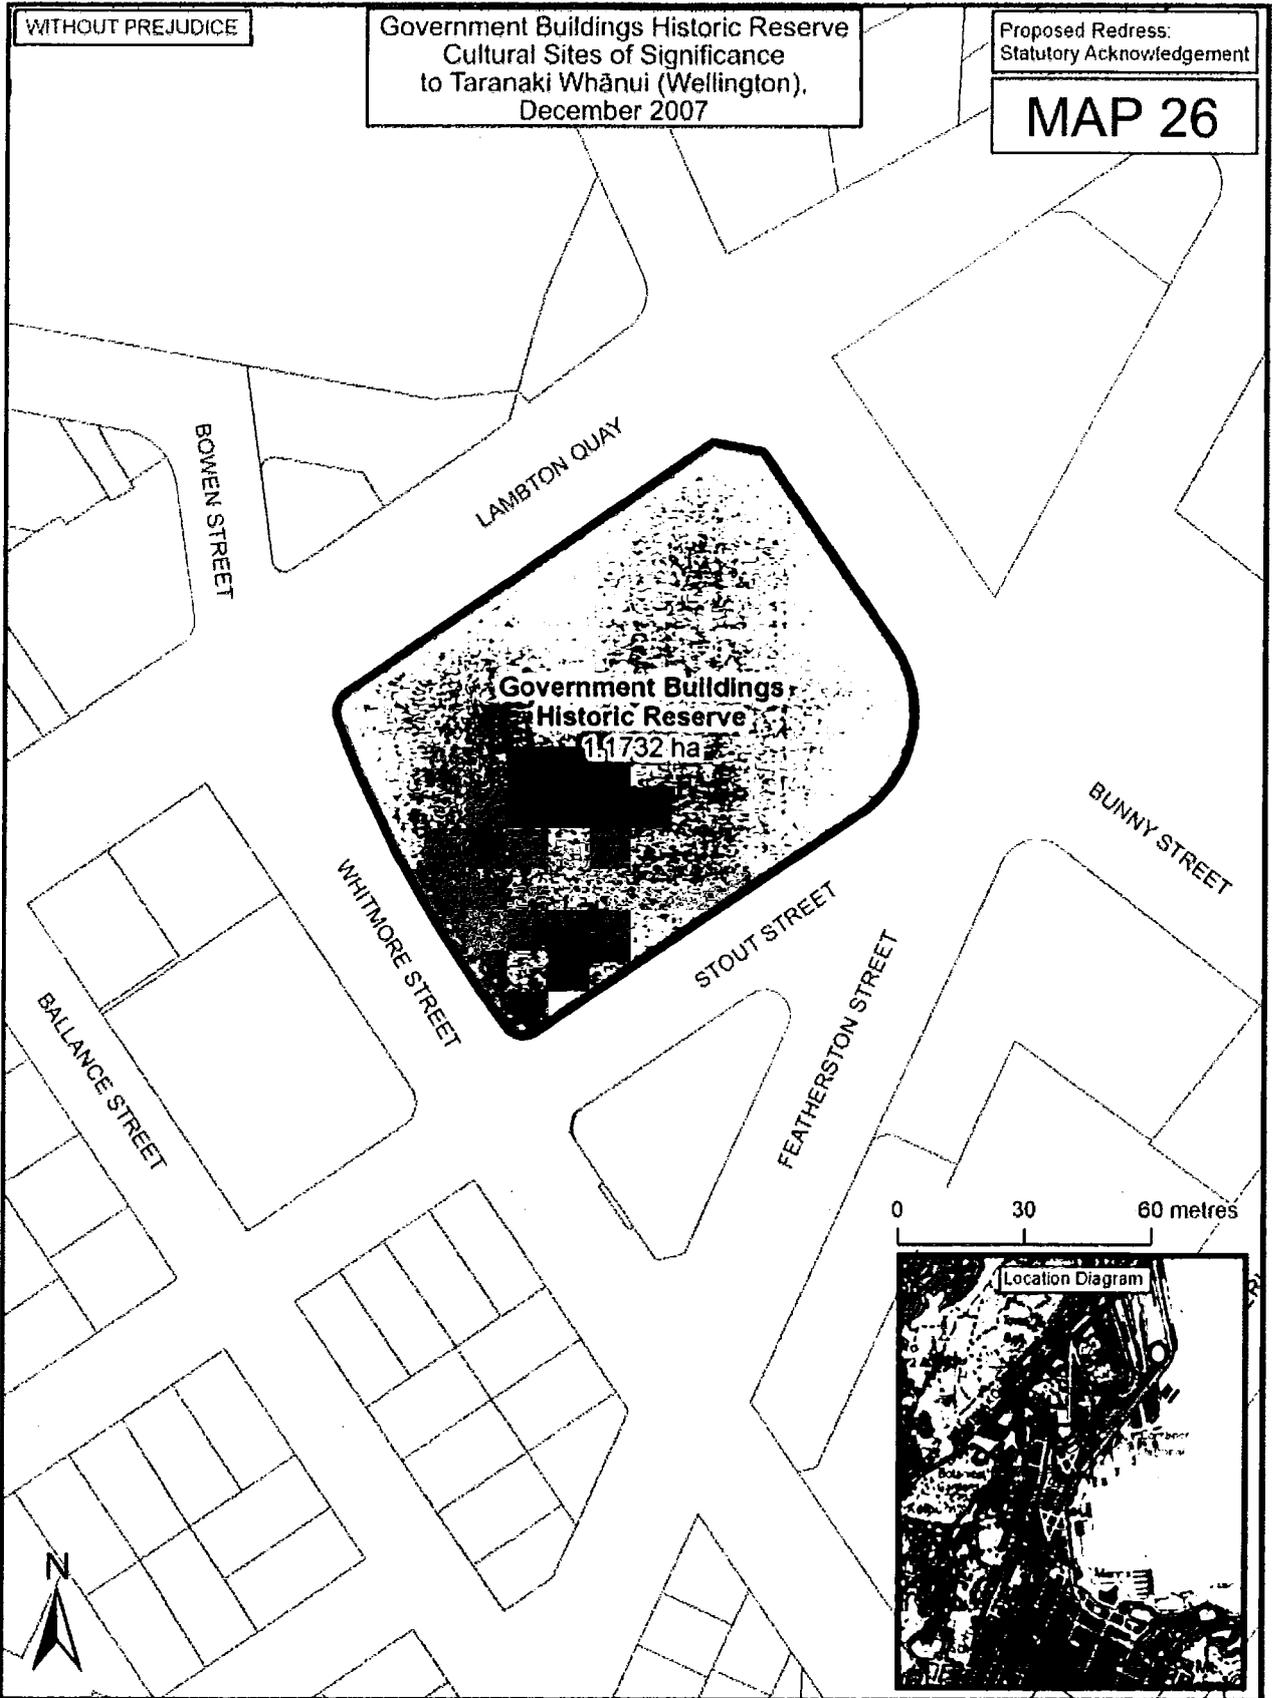 WITHOUT PREJUDICE
Government Buildings Historic Reserve
Cultural Sites of Significance
to Taranaki Whānui (Wellington),
December 2007
Proposed Redress:
Statutory Acknowledgement
MAP 26
BOWEN STREET
LAMBTON QUAY
Government Buildings
Historic Reserve
1.1732 ha
BUNNY STREET
WHITMORE STREET
STOUT STREET
FEATHERSTON STREET
BALLANCE STREET
0 30 60 metres
Location Diagram
N